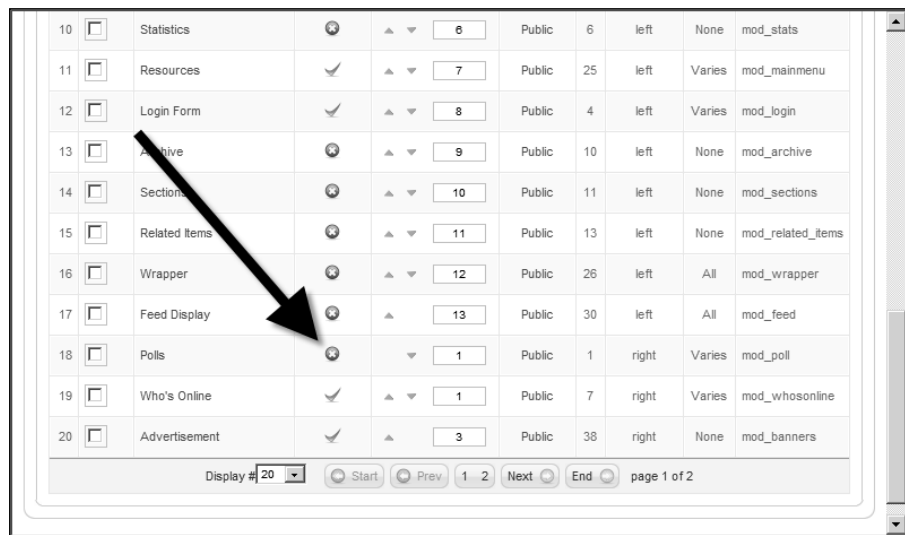 10 Statistics 6 Public 6 left None mod_stats
11 Resources 7 Public 25 left Varies mod_mainmenu
12 Login Form 8 Public 4 left Varies mod_login
13 Archive 9 Public 10 left None mod_archive
14 Sections 10 Public 11 left None mod_sections
15 Related Items 11 Public 13 left None mod_related_items
16 Wrapper 12 Public 26 left All mod_wrapper
17 Feed Display 13 Public 30 left All mod_feed
18 Polls 1 Public 1 right Varies mod_poll
19 Who's Online 1 Public 7 right Varies mod_whosonline
20 Advertisement 3 Public 38 right None mod_banners
Display # 20 Start Prev 1 2 Next End page 1 of 2